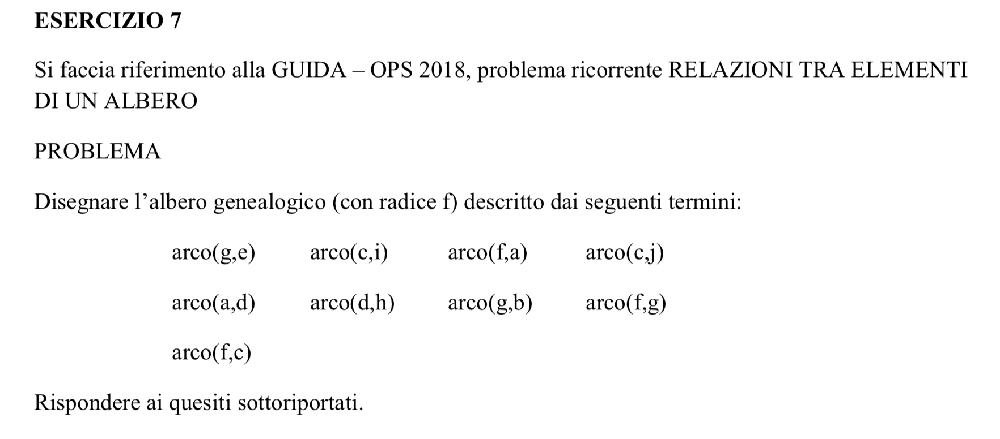 ESERCIZIO 7
Si faccia riferimento alla GUIDA – OPS 2018, problema ricorrente RELAZIONI TRA ELEMENTI
DI UN ALBERO
PROBLEMA
Disegnare l’albero genealogico (con radice f) descritto dai seguenti termini:
arco(g,e) arco(c,i) arco(f,a) arco(c,j)
arco(a,d) arco(d,h) arco(g,b) arco(f,g)
arco(f,c)
Rispondere ai quesiti sottoriportati.